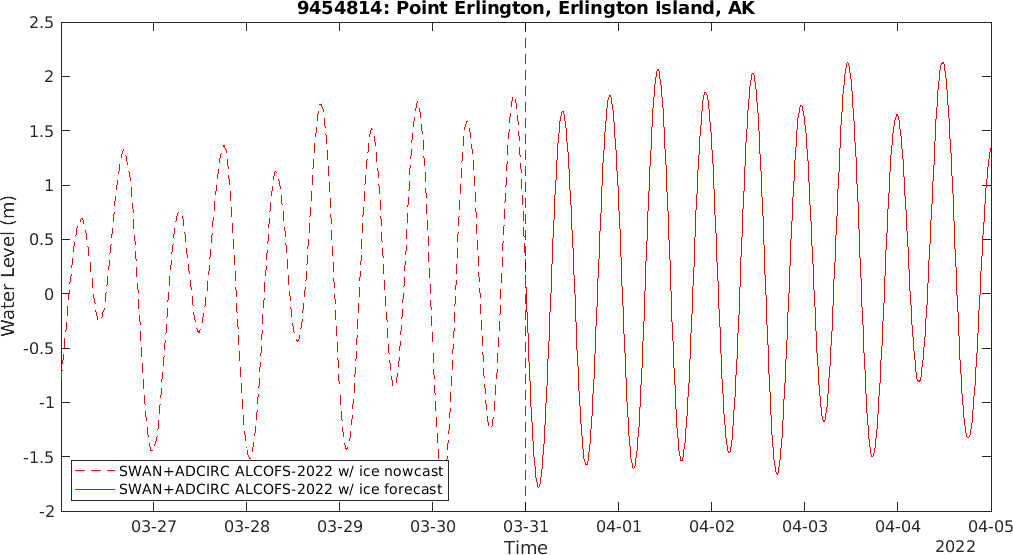 9454814: Point Erlington, Erlington Island, AK
2.5
2
1.5
1
0.5
0
-0.5
-1
-1.5
-2
Water Level (m)
SWAN+ADCIRC ALCOFS-2022 w/ ice nowcast
SWAN+ADCIRC ALCOFS-2022 w/ ice forecast
03-27 03-28 03-29 03-30 03-31 04-01 04-02 04-03 04-04 04-05
Time
2022